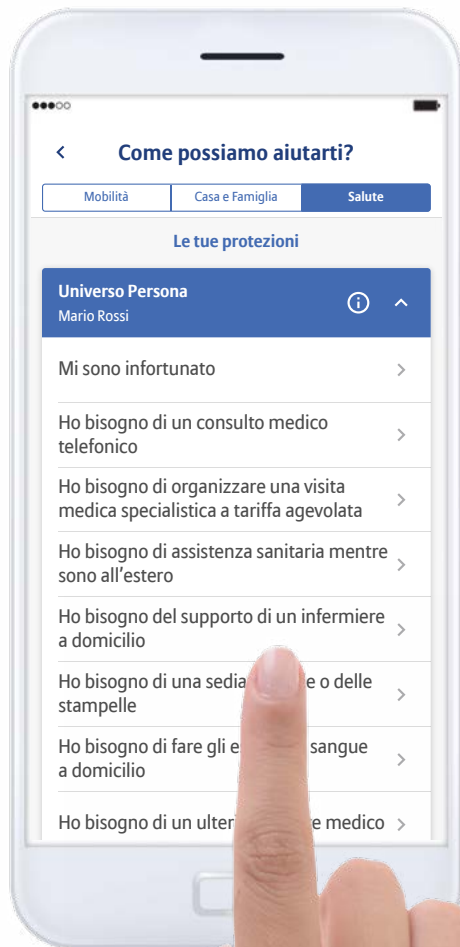 Come possiamo aiutarti?
Mobilità
Casa e Famiglia
Salute
Le tue protezioni
Universo Persona
Mario Rossi
Mi sono infortunato
Ho bisogno di un consulto medico
telefonico
Ho bisogno di organizzare una visita
medica specialistica a tariffa agevolata
Ho bisogno di assistenza sanitaria mentre
sono all'estero
Ho bisogno del supporto di un infermiere
a domicilio
Ho bisogno di una sedia e o delle
stampelle
Ho bisogno di fare gli sangue
a domicilio
Ho bisogno di un medico